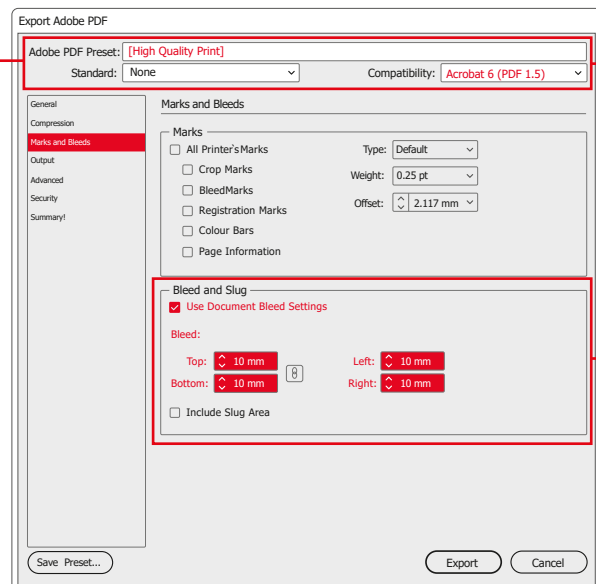 Export Adobe PDF
Adobe PDF Preset: [High Quality Print]
Standard: None Compatibility: Acrobat 6 (PDF 1.5)
General
Compression
Marks and Bleeds
Output
Advanced
Security
Summary!
Marks and Bleeds
Marks
All Printer's Marks Type: Default
Crop Marks Weight: 0.25 pt
BleedMarks
Registration Marks Offset: 2.117 mm
Colour Bars
Page Information
Bleed and Slug
Use Document Bleed Settings
Bleed:
Top: 10 mm Left: 10 mm
Bottom: 10 mm Right: 10 mm
Include Slug Area
Save Preset... Export Cancel